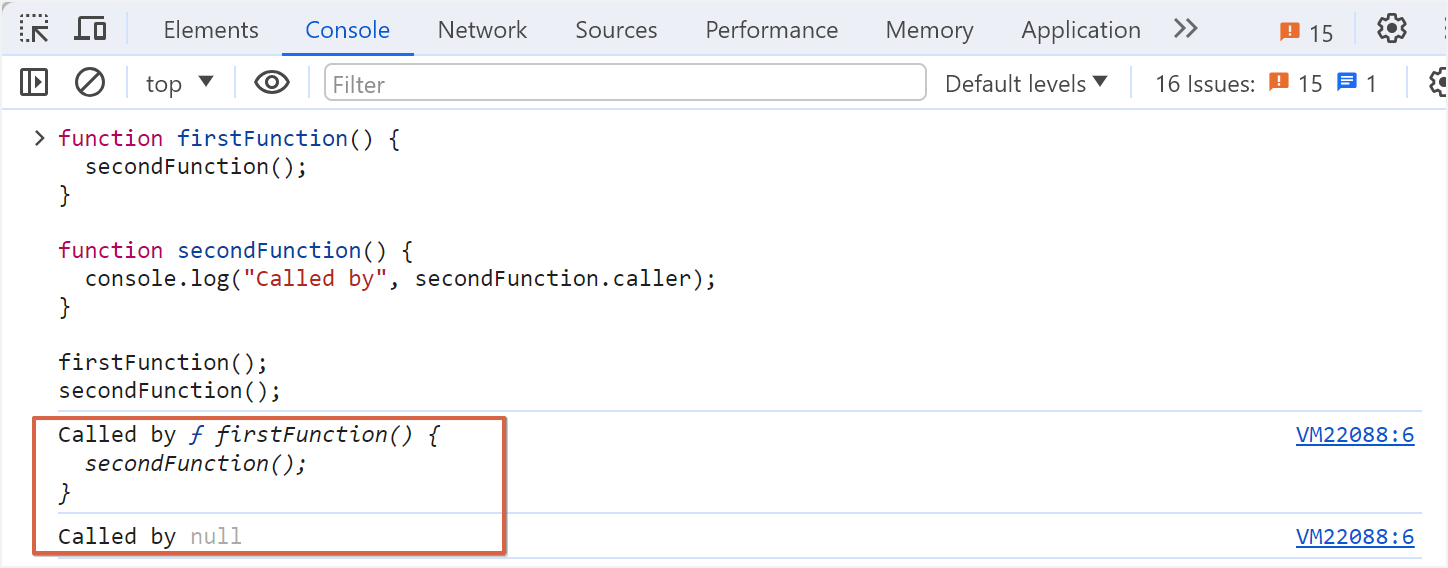 Elements Console Network Sources Performance Memory Application 15
top Filter Default levels 16 Issues: 15 1
function firstFunction() {
  secondFunction();
}
function secondFunction() {
  console.log("Called by", secondFunction.caller);
}
firstFunction();
secondFunction();
Called by ƒ firstFunction() { VM22088:6
  secondFunction();
}
Called by null VM22088:6